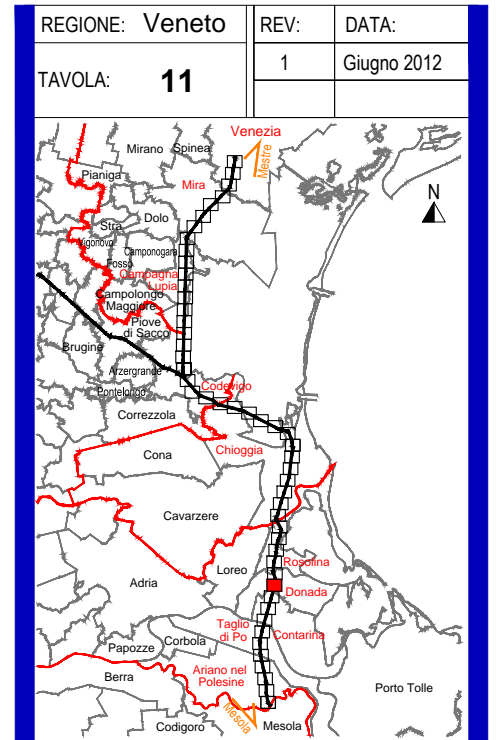 REGIONE: Veneto
REV:
DATA:
TAVOLA: 11
1
Giugno 2012
Venezia
Mirano
Spinea
Mestre
Pianiga
Mira
N
Dolo
Stra
Vigonovo
Camponogara
Fosso
Campagna
Lupia
Campolongo
Maggiore
Piove
di Sacco
Brugine
Arzergrande
Codevigo
Pontelongo
Correzzola
Chioggia
Cona
Cavarzere
Rosolina
Loreo
Adria
Donada
Taglio
di Po
Contarina
Corbola
Papozze
Ariano nel
Polesine
Berra
Porto Tolle
Mesola
Codigoro
Mesola